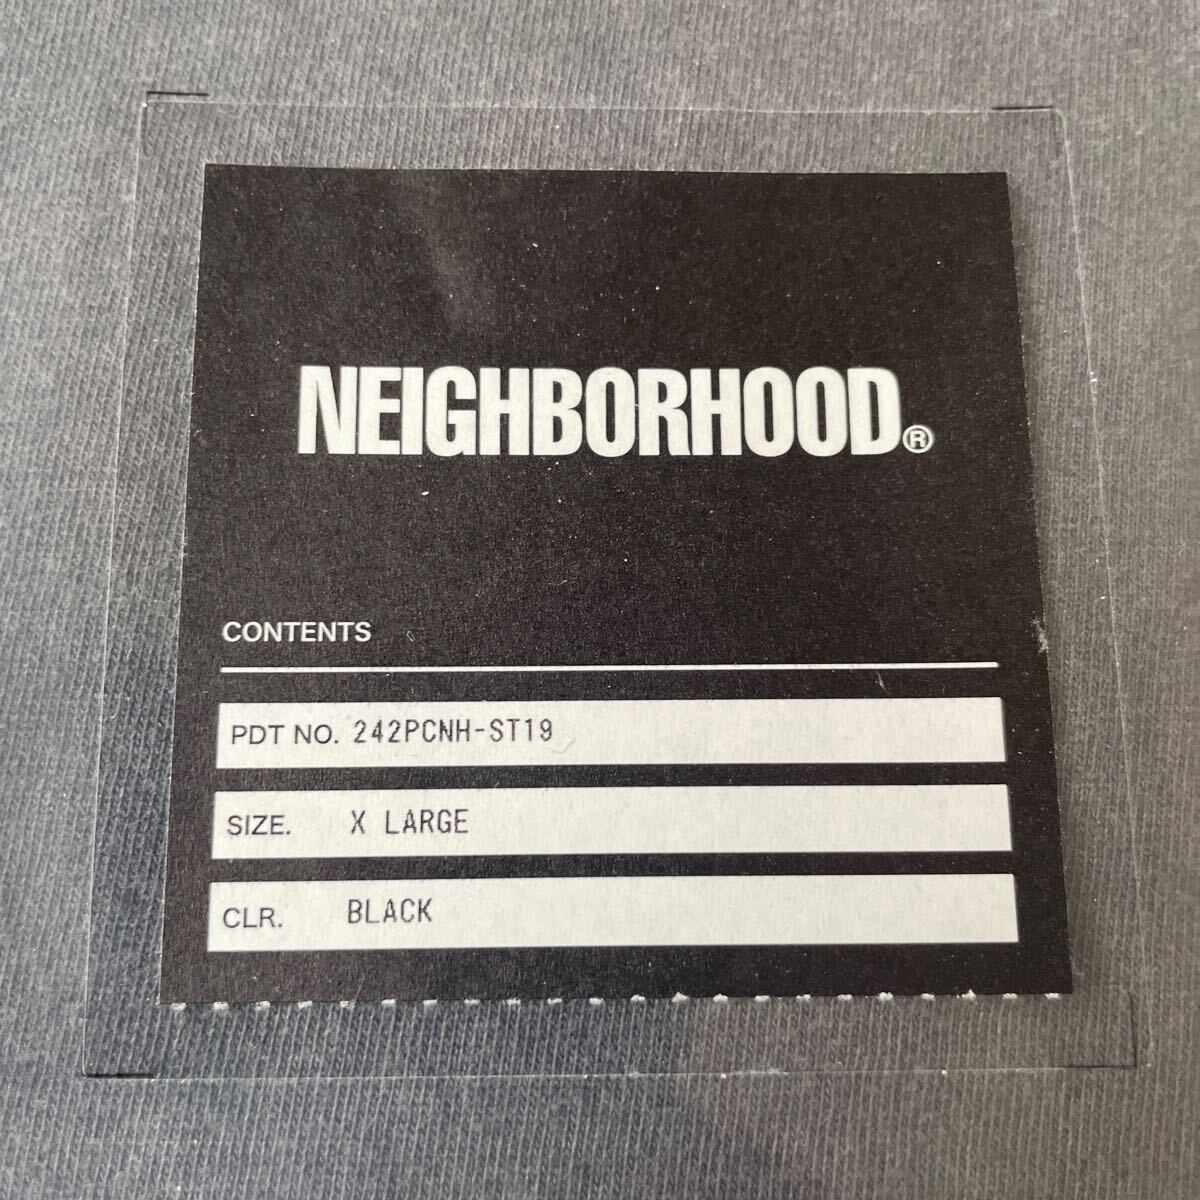 NEIGHBORHOOD®
CONTENTS
PDT NO. 242PCNH-ST19
SIZE. X LARGE
CLR. BLACK